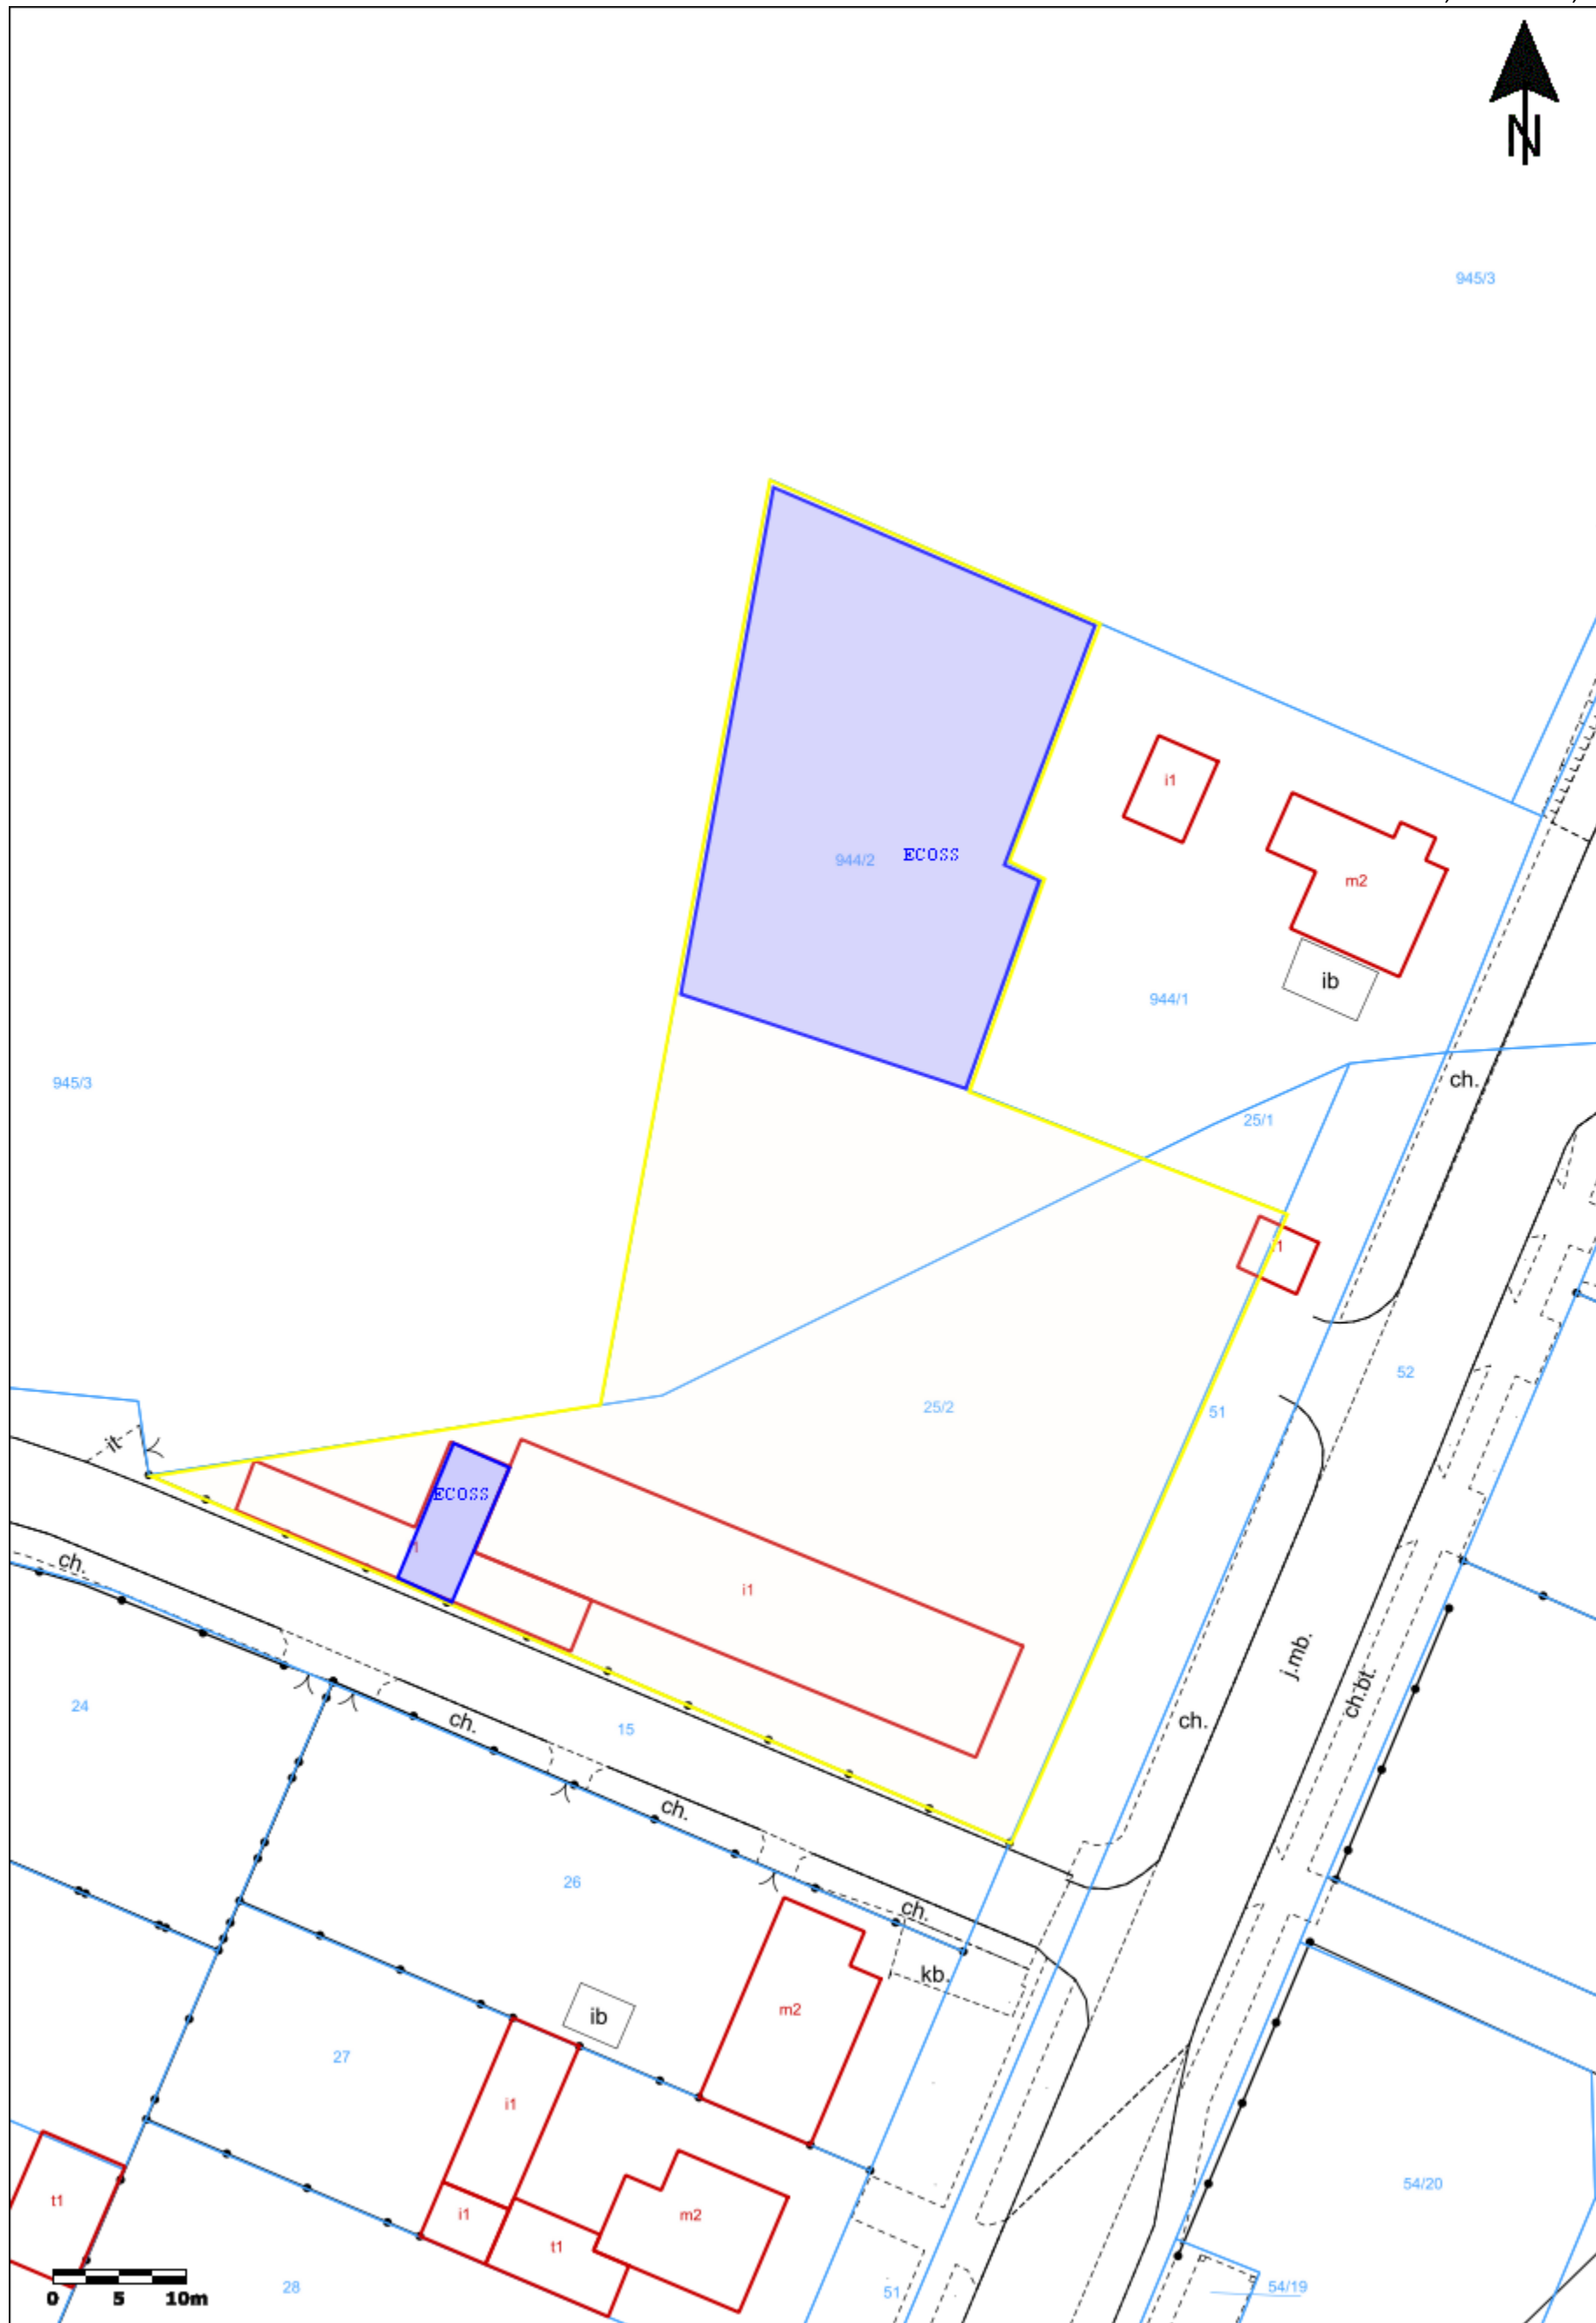 N
945/3
i1
944/2
ECOSS
m2
ib
944/1
945/3
ch.
25/1
52
25/2
51
it
ECOSS
ch.
i1
j.mb.
ch.bt.
24
ch.
15
ch.
ch.
26
ch.
kb.
m2
ib
27
i1
54/20
t1
i1
m2
t1
0 5 10m
28
51
54/19